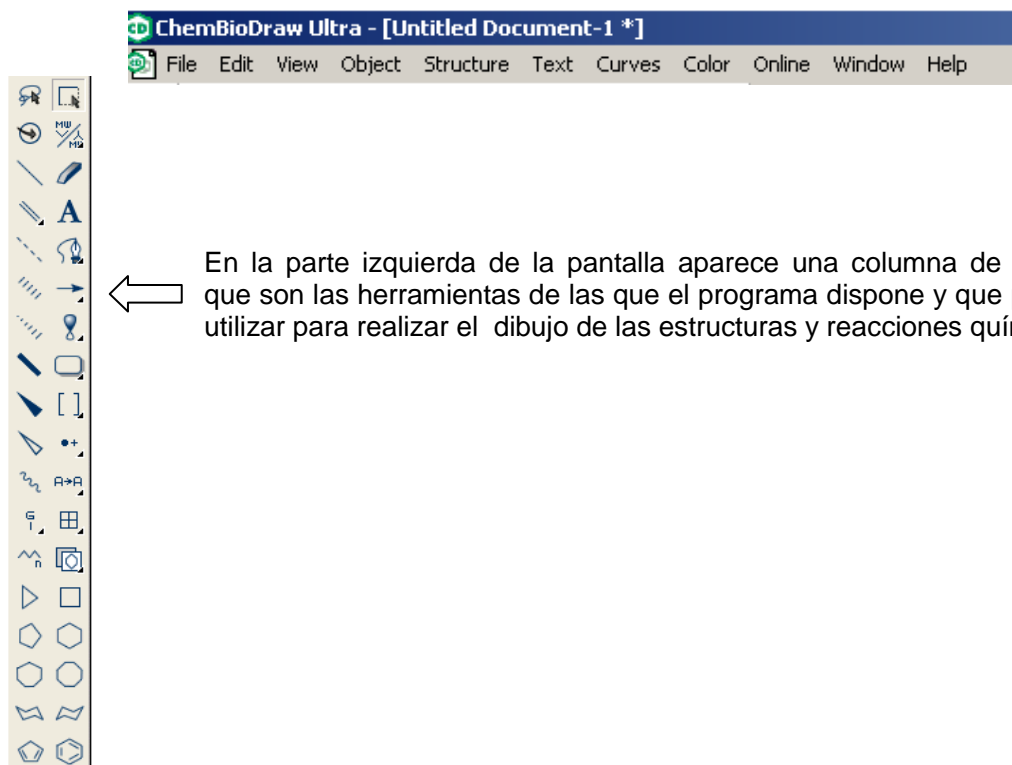 ChemBioDraw Ultra - [Untitled Document-1 *]
File Edit View Object Structure Text Curves Color Online Window Help
MW
A
En la parte izquierda de la pantalla aparece una columna de
que son las herramientas de las que el programa dispone y que
utilizar para realizar el dibujo de las estructuras y reacciones
[ ]
A→A
n